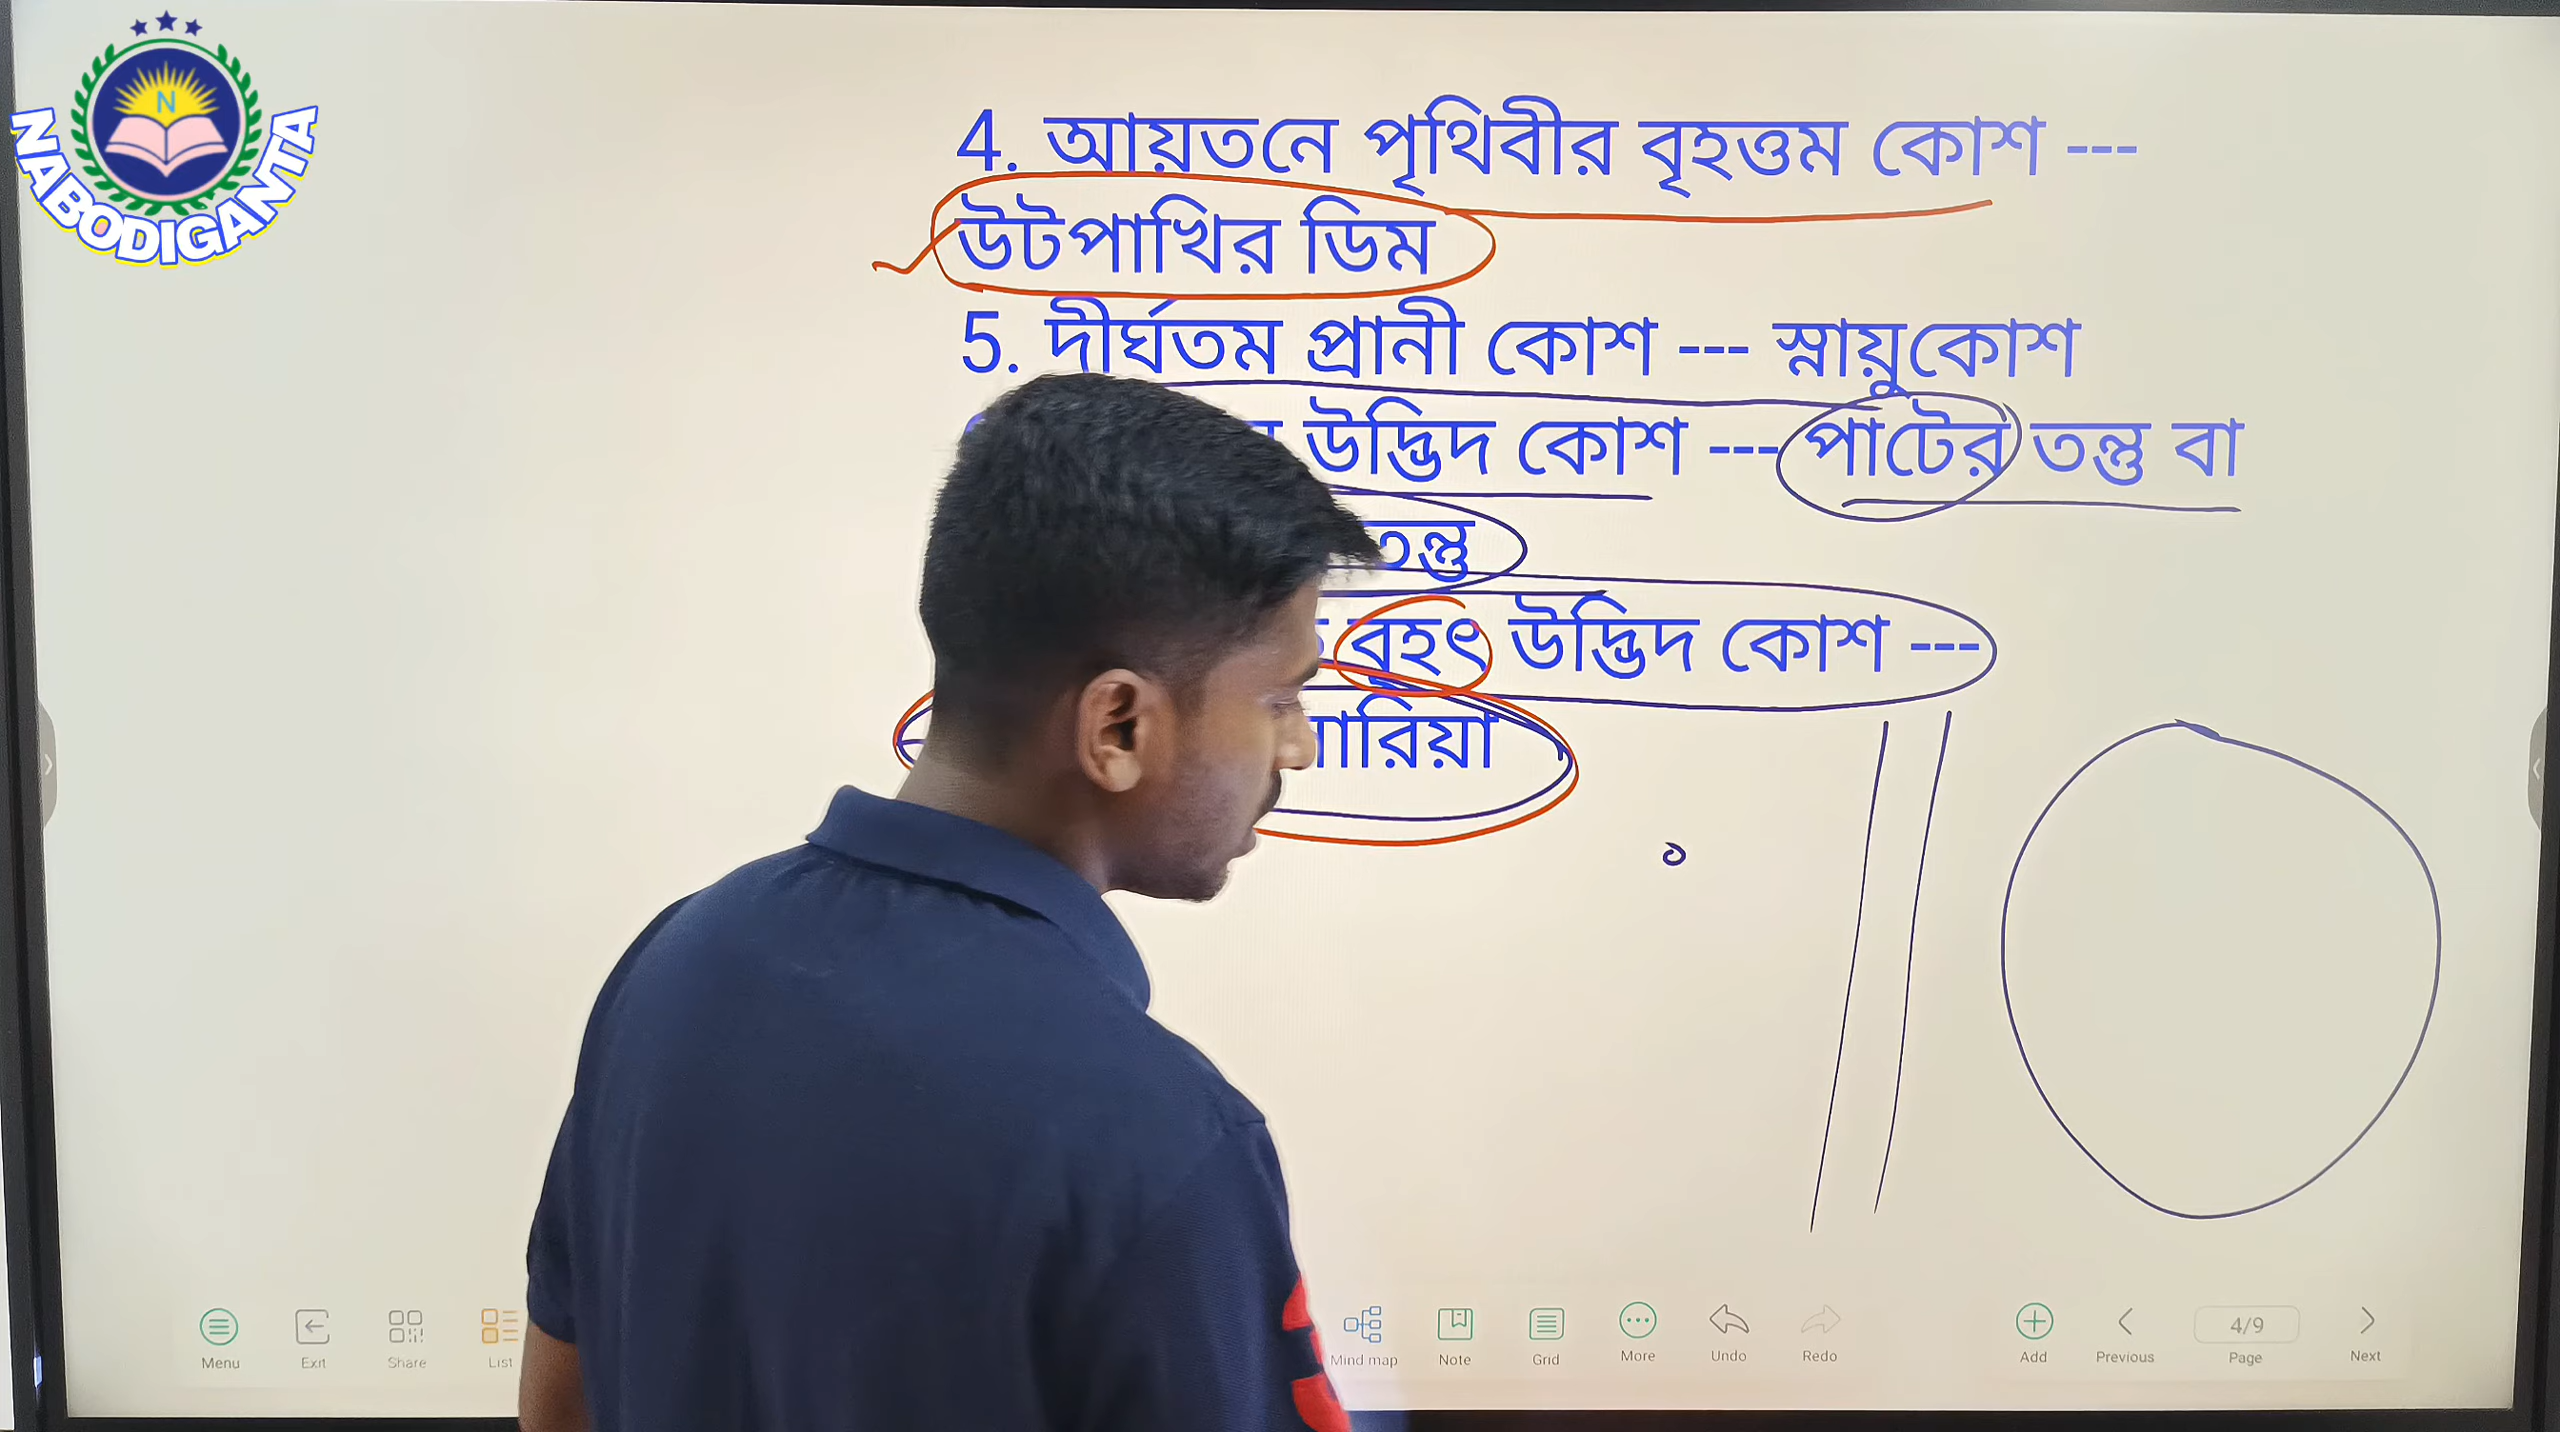 N
NABODIGANTA
4. আয়তনে পৃথিবীর বৃহত্তম কোশ ---
উটপাখির ডিম
5. দীর্ঘতম প্রানী কোশ --- স্নায়ুকোশ
উদ্ভিদ কোশ --- পাটের তন্তু বা
তন্তু
বৃহৎ উদ্ভিদ কোশ ---
Menu Exit Share List Mind map Note Grid More Undo Redo Add Previous 4/9 Page Next